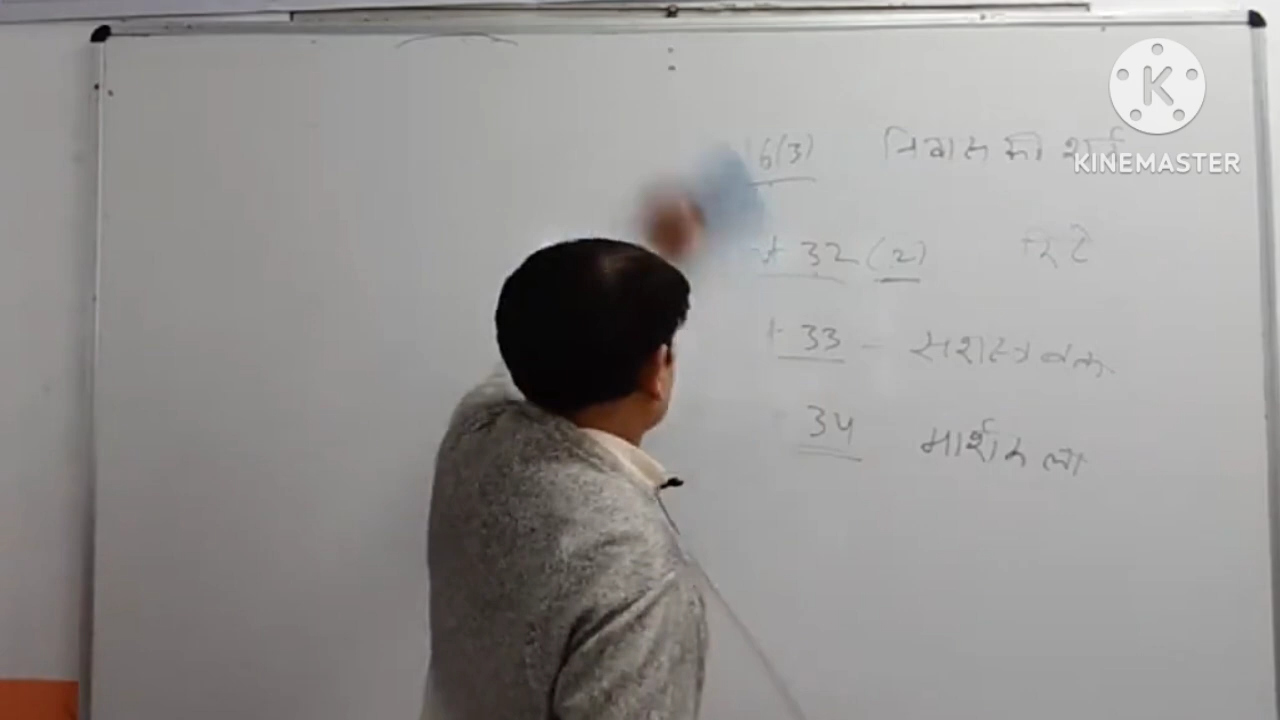 16(3) निवास की शर्त
KINEMASTER
+ 32 (2) रिटे
+ 33 - सशस्त्र बल
34 मार्शल ला